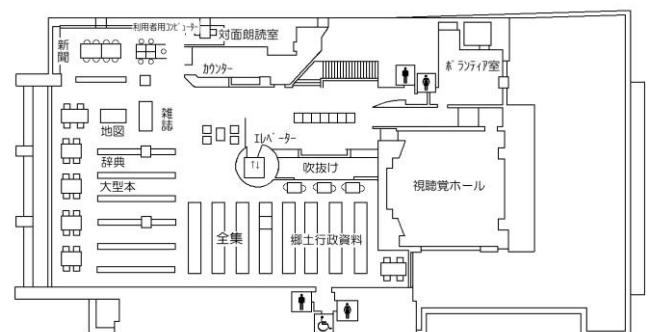 利用者用ｺﾝﾋﾟｭｰﾀｰ
対面朗読室
新聞
ｶｳﾝﾀｰ
ﾎﾞﾗﾝﾃｨｱ室
雑誌
地図
ｴﾚﾍﾞｰﾀｰ
↑↓
辞典
吹抜け
大型本
視聴覚ホール
全集
郷土行政資料